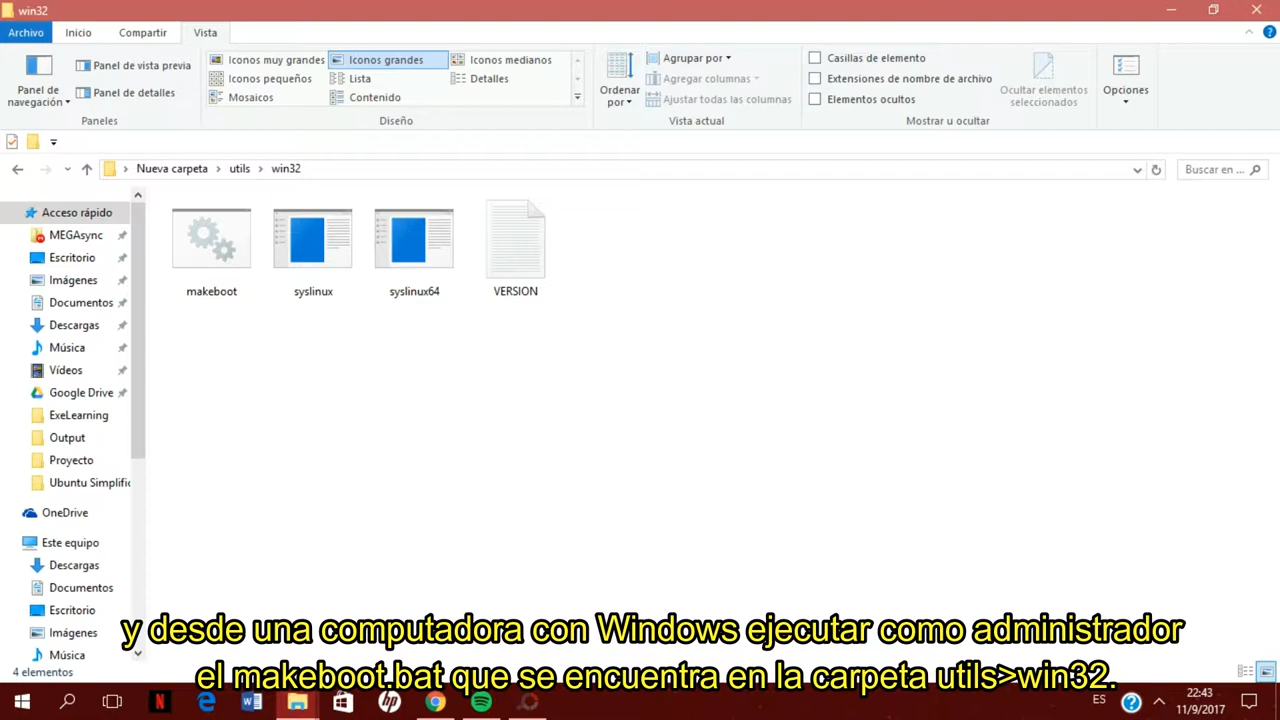 win32
Archivo Inicio Compartir Vista
Panel de navegación
Panel de vista previa
Panel de detalles
Paneles
Iconos muy grandes Iconos grandes Iconos medianos
Iconos pequeños Lista Detalles
Mosaicos Contenido
Diseño
Ordenar por
Agrupar por
Agregar columnas
Ajustar todas las columnas
Vista actual
Casillas de elemento
Extensiones de nombre de archivo
Elementos ocultos
Ocultar elementos seleccionados
Mostrar u ocultar
Opciones
Nueva carpeta > utils > win32
Buscar en ...
Acceso rápido
MEGAsync
Escritorio
Imágenes
Documentos
Descargas
Música
Vídeos
Google Drive
ExeLearning
Output
Proyecto
Ubuntu Simplific
OneDrive
Este equipo
Descargas
Documentos
Escritorio
Imágenes
Música
makeboot syslinux syslinux64 VERSION
y desde una computadora con Windows ejecutar como administrador
el makeboot.bat que se encuentra en la carpeta utils>win32.
4 elementos
ES
22:43
11/9/2017